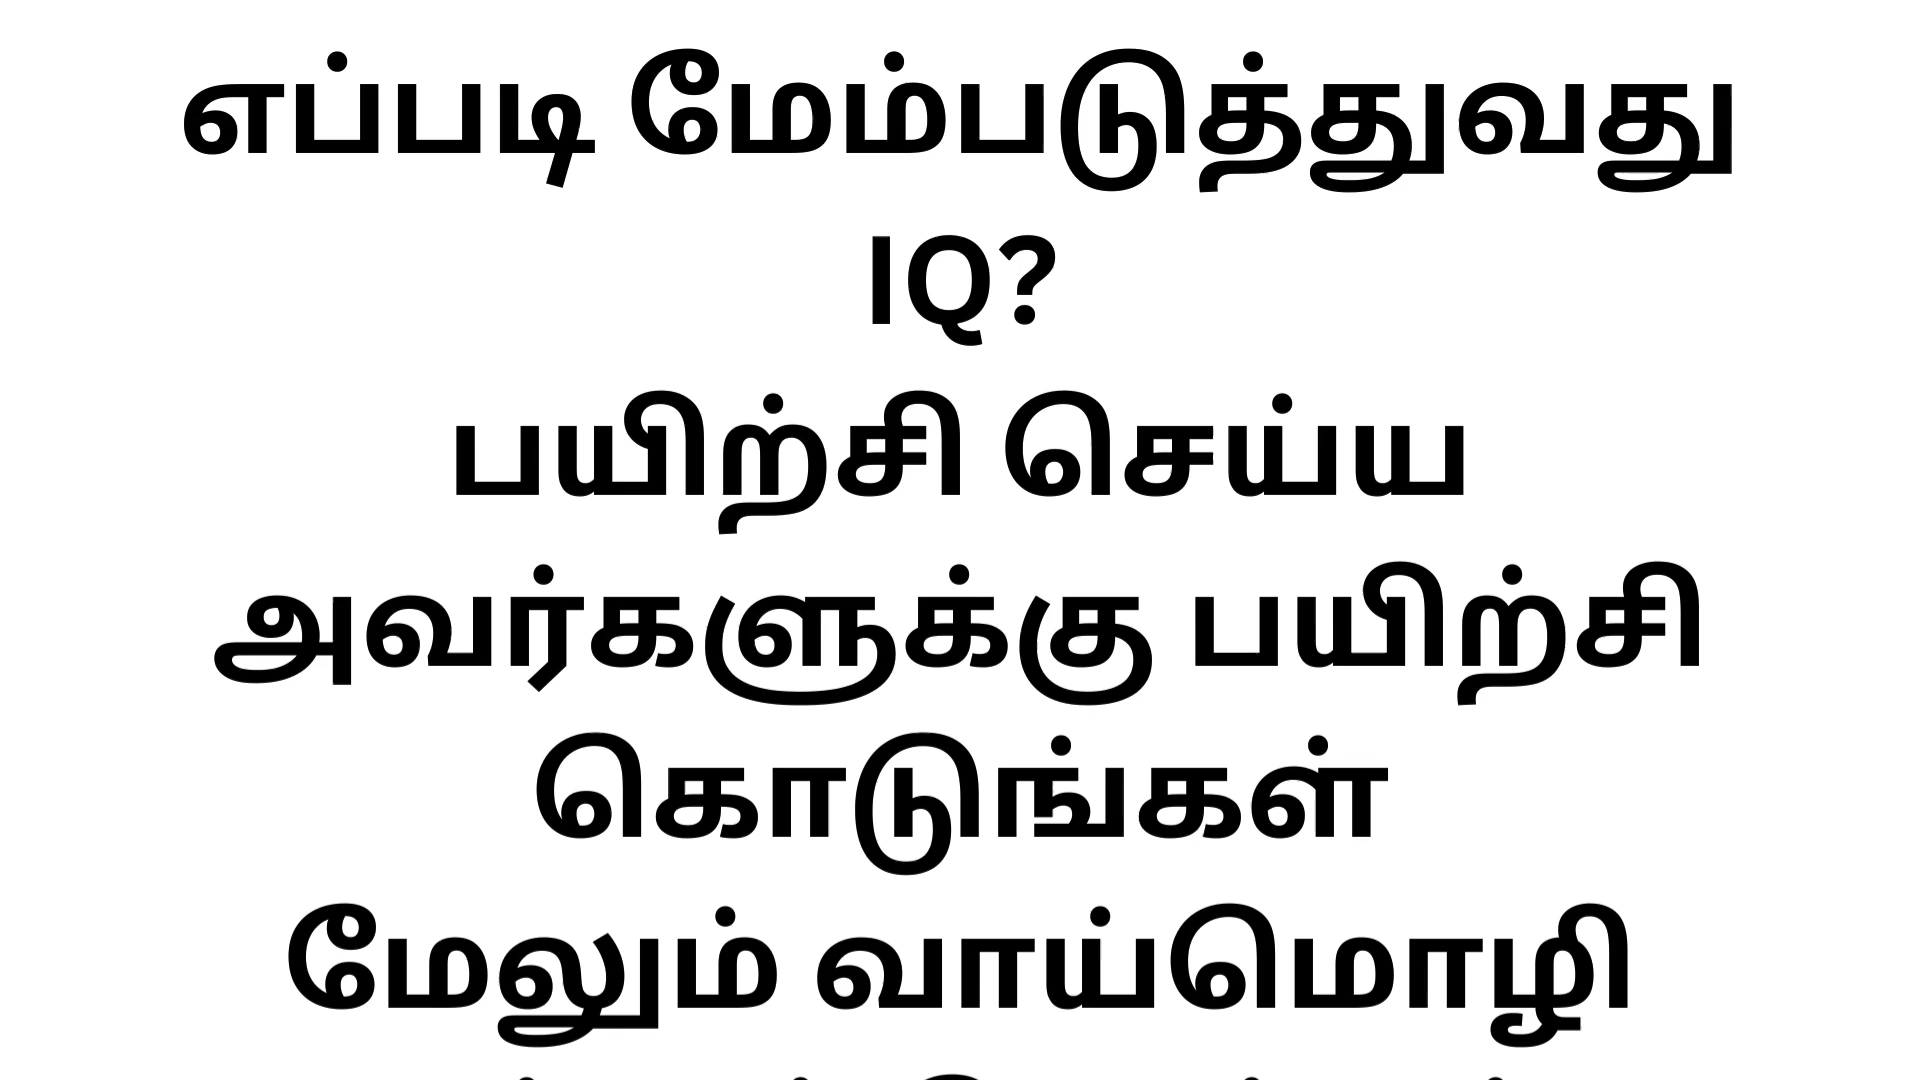 எப்படி மேம்படுத்துவது
IQ?
பயிற்சி செய்ய
அவர்களுக்கு பயிற்சி
கொடுங்கள்
மேலும் வாய்மொழி